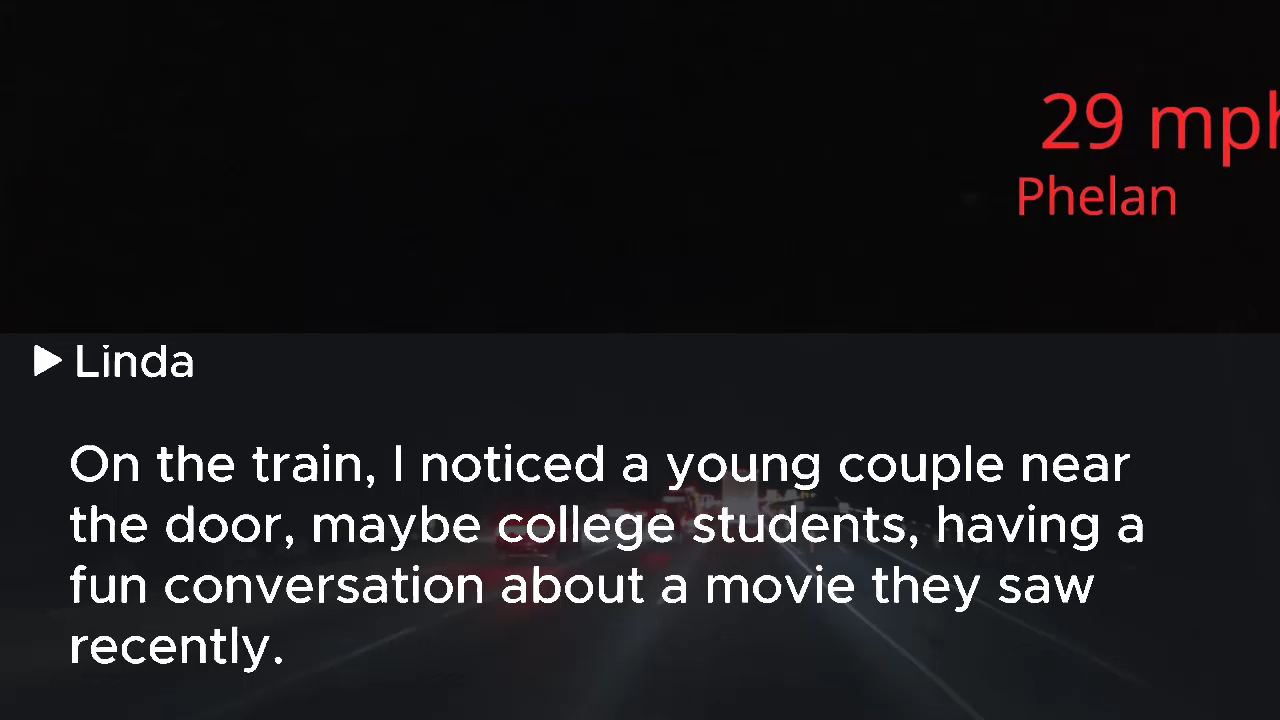 29 mph
Phelan
Linda
On the train, I noticed a young couple near
the door, maybe college students, having a
fun conversation about a movie they saw
recently.